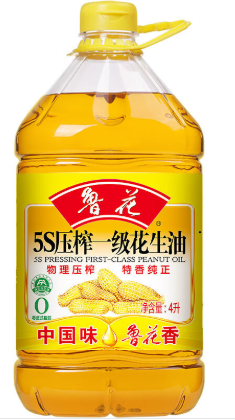 鲁花
®
5S压榨一级花生油
5S PRESSING FIRST-CLASS PEANUT OIL
物理压榨 特香纯正
0
净含量:4升
中国味 鲁花香